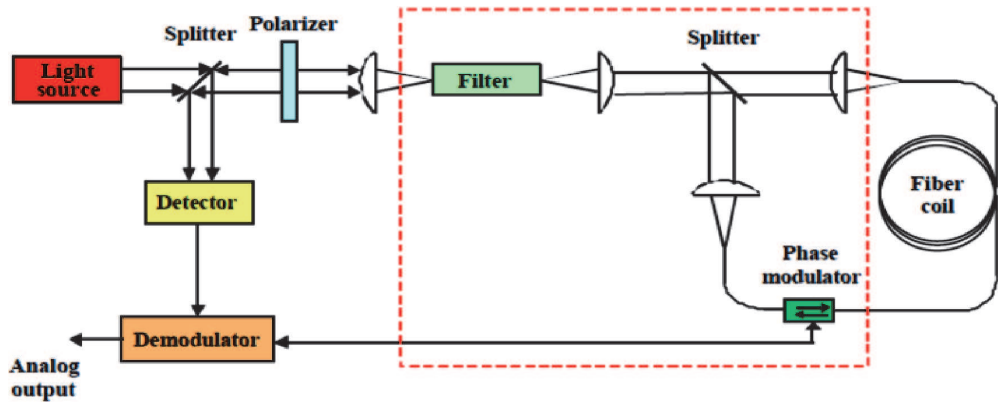 Polarizer
Splitter
Splitter
Light
source
Filter
Detector
Fiber
coil
Phase
modulator
Demodulator
Analog
output